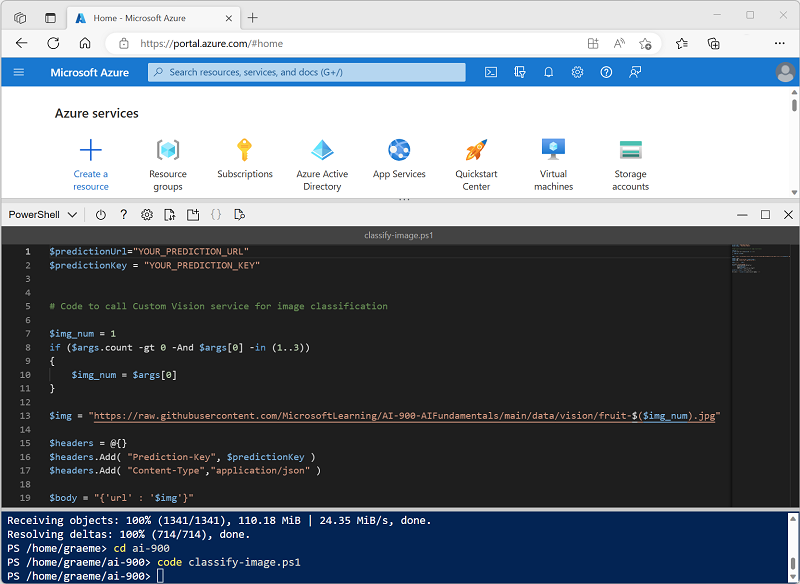 Home - Microsoft Azure
https://portal.azure.com/#home
Microsoft Azure
Search resources, services, and docs (G+/)
Azure services
Create a resource
Resource groups
Subscriptions
Azure Active Directory
App Services
Quickstart Center
Virtual machines
Storage accounts
PowerShell
classify-image.ps1
1 $predictionUrl="YOUR_PREDICTION_URL"
2 $predictionKey = "YOUR_PREDICTION_KEY"
3
4
5 # Code to call Custom Vision service for image classification
6
7 $img_num = 1
8 if ($args.count -gt 0 -And $args[0] -in (1..3))
9 {
10 $img_num = $args[0]
11 }
12
13 $img = "https://raw.githubusercontent.com/MicrosoftLearning/AI-900-AIFundamentals/main/data/vision/fruit-$($img_num).jpg"
14
15 $headers = @{}
16 $headers.Add( "Prediction-Key", $predictionKey )
17 $headers.Add( "Content-Type","application/json" )
18
19 $body = "{'url' : '$img'}"
Receiving objects: 100% (1341/1341), 110.18 MiB | 24.35 MiB/s, done.
Resolving deltas: 100% (714/714), done.
PS /home/graeme> cd ai-900
PS /home/graeme/ai-900> code classify-image.ps1
PS /home/graeme/ai-900>